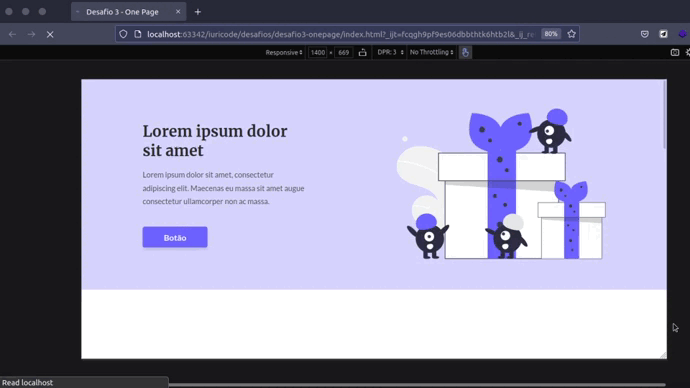 Desafio 3 - One Page
localhost:63342/iuricode/desafios/desafio3-onepage/index.html?_ijt=fcqgh9pf9es06dbbthtk6htb2l&_ij_re
80%
Responsive
1400 × 669
DPR: 3
No Throttling
Lorem ipsum dolor
sit amet
Lorem ipsum dolor sit amet, consectetur
adipiscing elit. Maecenas eu massa sit amet augue
consectetur ullamcorper non ac massa.
Botão
Read localhost